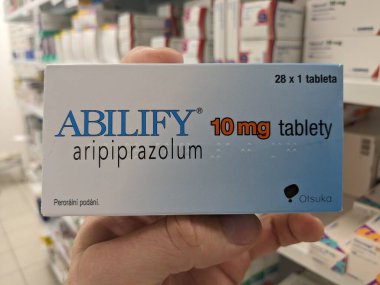 28 x 1 tableta
ABILIFY® 10 mg tablety
aripiprazolum
Perorální podání.
Otsuka